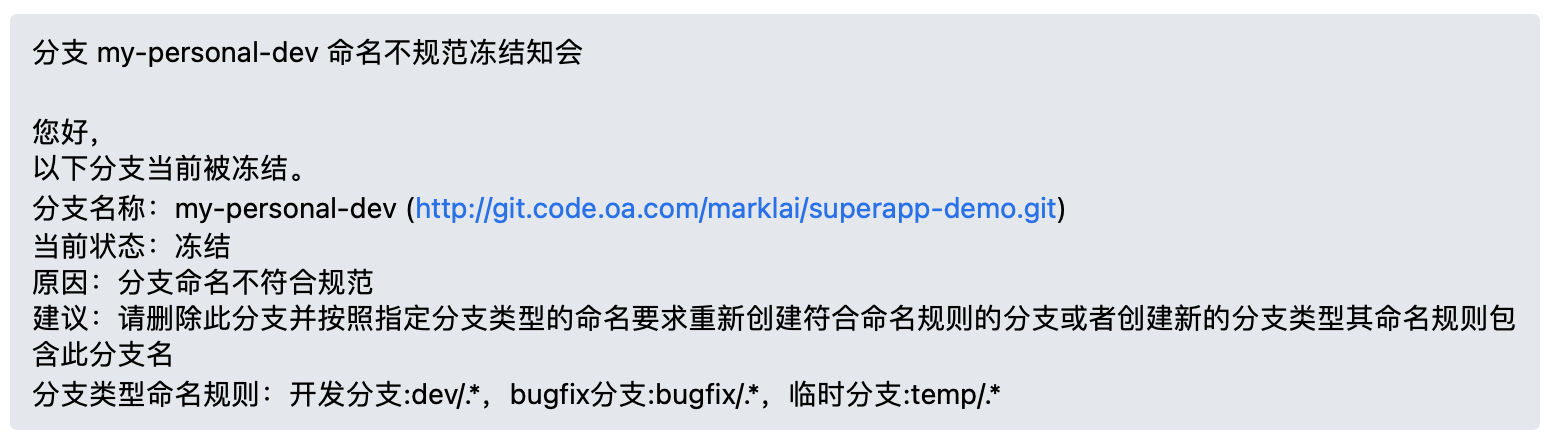 分支 my-personal-dev 命名不规范冻结知会
您好，
以下分支当前被冻结。
分支名称：my-personal-dev (http://git.code.oa.com/marklai/superapp-demo.git)
当前状态：冻结
原因：分支命名不符合规范
建议：请删除此分支并按照指定分支类型的命名要求重新创建符合命名规则的分支或者创建新的分支类型其命名规则包
含此分支名
分支类型命名规则：开发分支:dev/.*，bugfix分支:bugfix/.*，临时分支:temp/.*